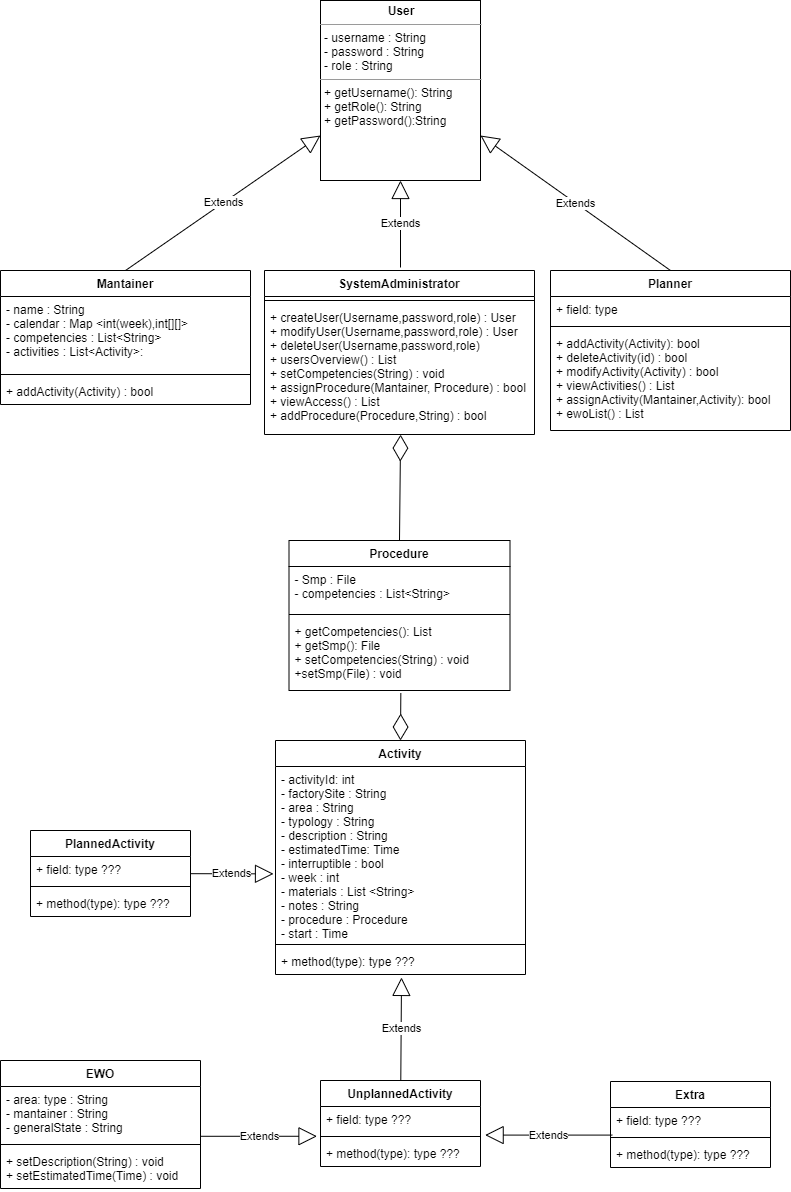 User
- username : String
- password : String
- role : String
+ getUsername(): String
+ getRole(): String
+ getPassword():String
Extends
Extends
Extends
Mantainer
- name : String
- calendar : Map <int(week),int[][]>
- competencies : List<String>
- activities : List<Activity>:
+ addActivity(Activity) : bool
SystemAdministrator
+ createUser(Username,password,role) : User
+ modifyUser(Username,password,role) : User
+ deleteUser(Username,password,role)
+ usersOverview() : List
+ setCompetencies(String) : void
+ assignProcedure(Mantainer, Procedure) : bool
+ viewAccess() : List
+ addProcedure(Procedure,String) : bool
Planner
+ field: type
+ addActivity(Activity): bool
+ deleteActivity(id) : bool
+ modifyActivity(Activity) : bool
+ viewActivities() : List
+ assignActivity(Mantainer,Activity): bool
+ ewoList() : List
Procedure
- Smp : File
- competencies : List<String>
+ getCompetencies(): List
+ getSmp(): File
+ setCompetencies(String) : void
+setSmp(File) : void
Activity
- activityId: int
- factorySite : String
- area : String
- typology : String
- description : String
- estimatedTime: Time
- interruptible : bool
- week : int
- materials : List <String>
- notes : String
- procedure : Procedure
- start : Time
+ method(type): type ???
PlannedActivity
+ field: type ???
+ method(type): type ???
Extends
Extends
EWO
- area: type : String
- mantainer : String
- generalState : String
+ setDescription(String) : void
+ setEstimatedTime(Time) : void
Extends
UnplannedActivity
+ field: type ???
+ method(type): type ???
Extends
Extra
+ field: type ???
+ method(type): type ???